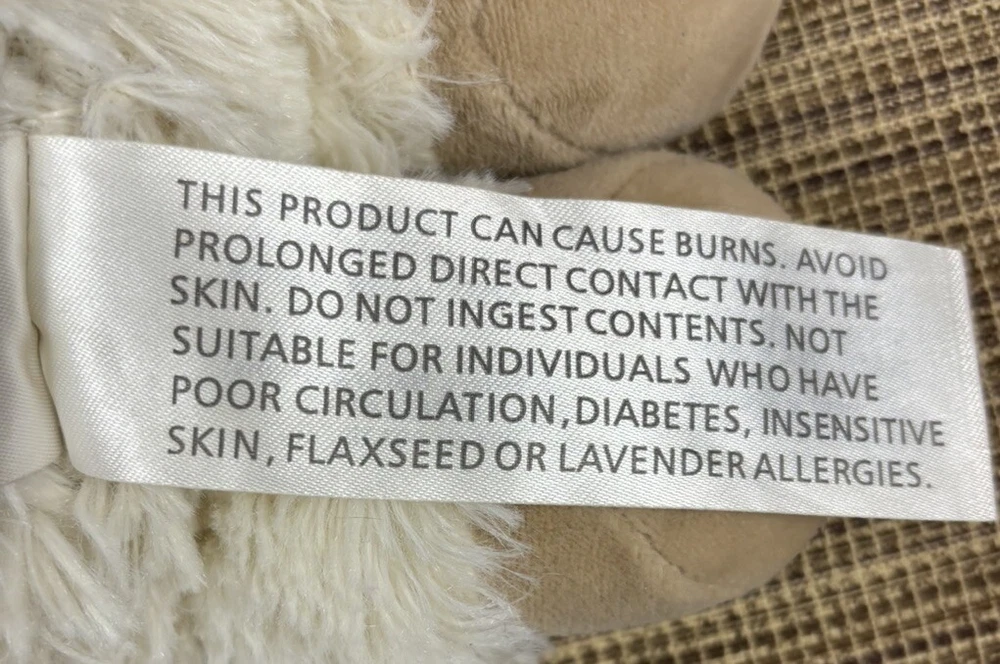 THIS PRODUCT CAN CAUSE BURNS. AVOID
PROLONGED DIRECT CONTACT WITH THE
SKIN. DO NOT INGEST CONTENTS. NOT
SUITABLE FOR INDIVIDUALS WHO HAVE
POOR CIRCULATION, DIABETES, INSENSITIVE
SKIN, FLAXSEED OR LAVENDER ALLERGIES.